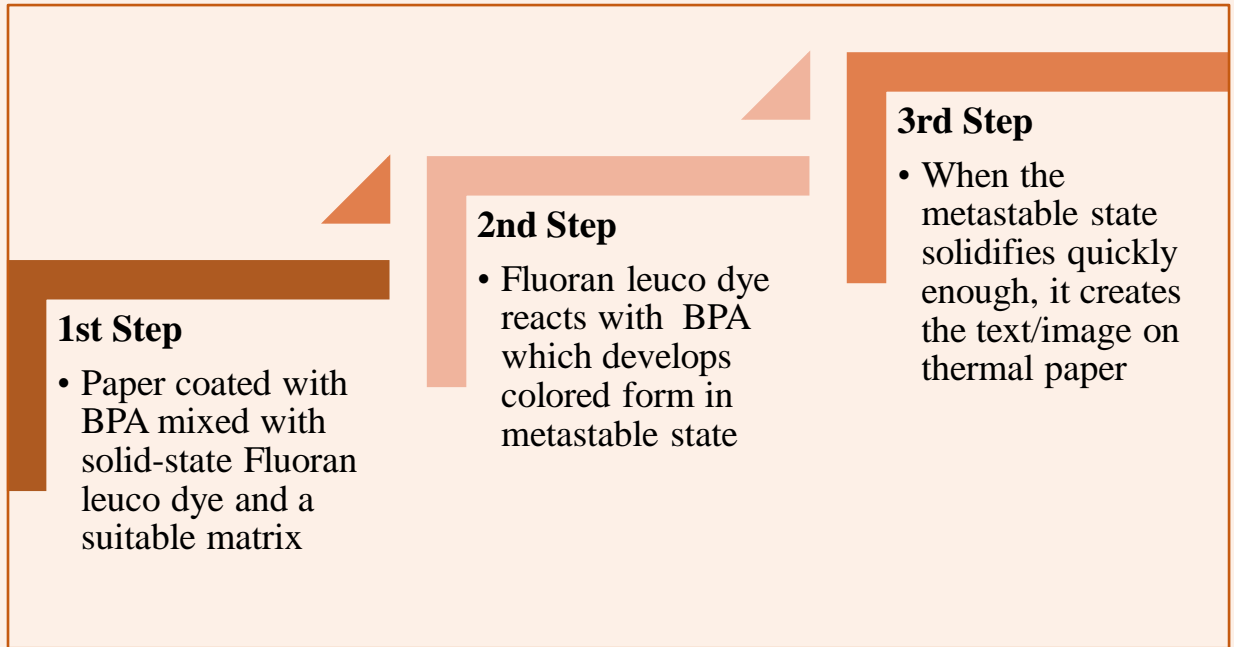 1st Step
• Paper coated with
BPA mixed with
solid-state Fluoran
leuco dye and a
suitable matrix
2nd Step
• Fluoran leuco dye
reacts with  BPA
which develops
colored form in
metastable state
3rd Step
• When the
metastable state
solidifies quickly
enough, it creates
the text/image on
thermal paper